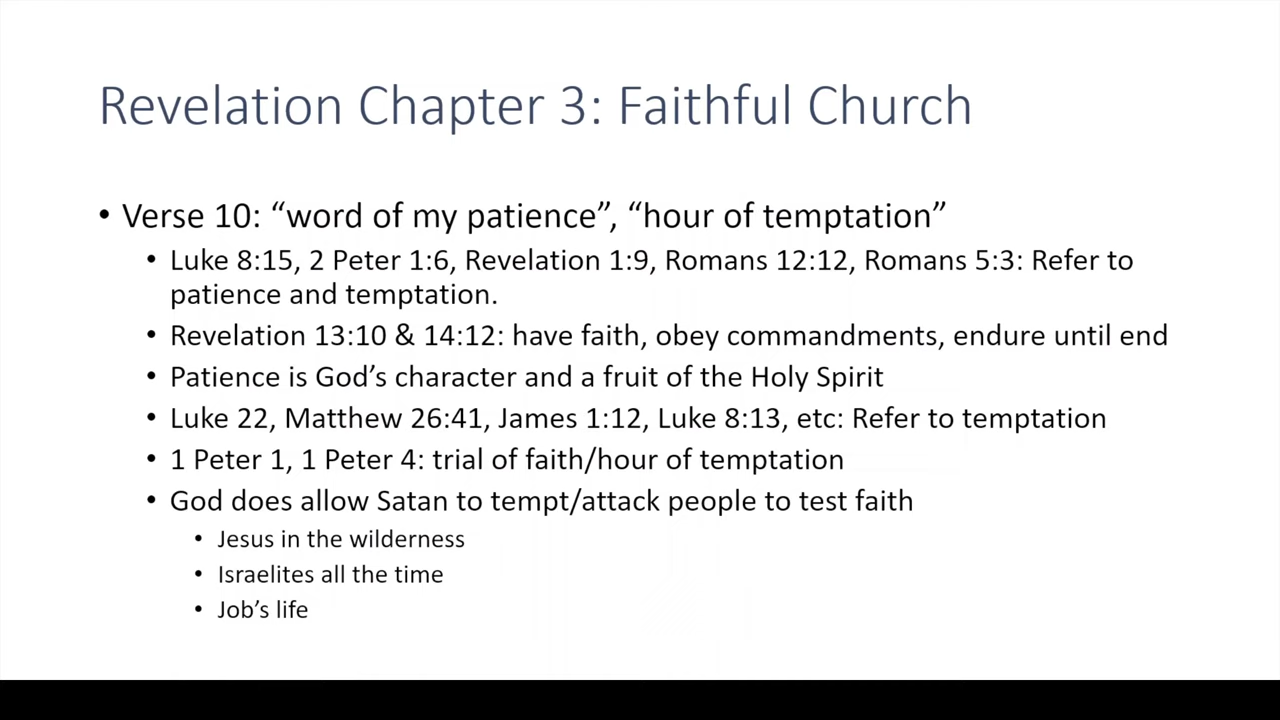 Revelation Chapter 3: Faithful Church
• Verse 10: “word of my patience”, “hour of temptation”
• Luke 8:15, 2 Peter 1:6, Revelation 1:9, Romans 12:12, Romans 5:3: Refer to
patience and temptation.
• Revelation 13:10 & 14:12: have faith, obey commandments, endure until end
• Patience is God’s character and a fruit of the Holy Spirit
• Luke 22, Matthew 26:41, James 1:12, Luke 8:13, etc: Refer to temptation
• 1 Peter 1, 1 Peter 4: trial of faith/hour of temptation
• God does allow Satan to tempt/attack people to test faith
• Jesus in the wilderness
• Israelites all the time
• Job’s life